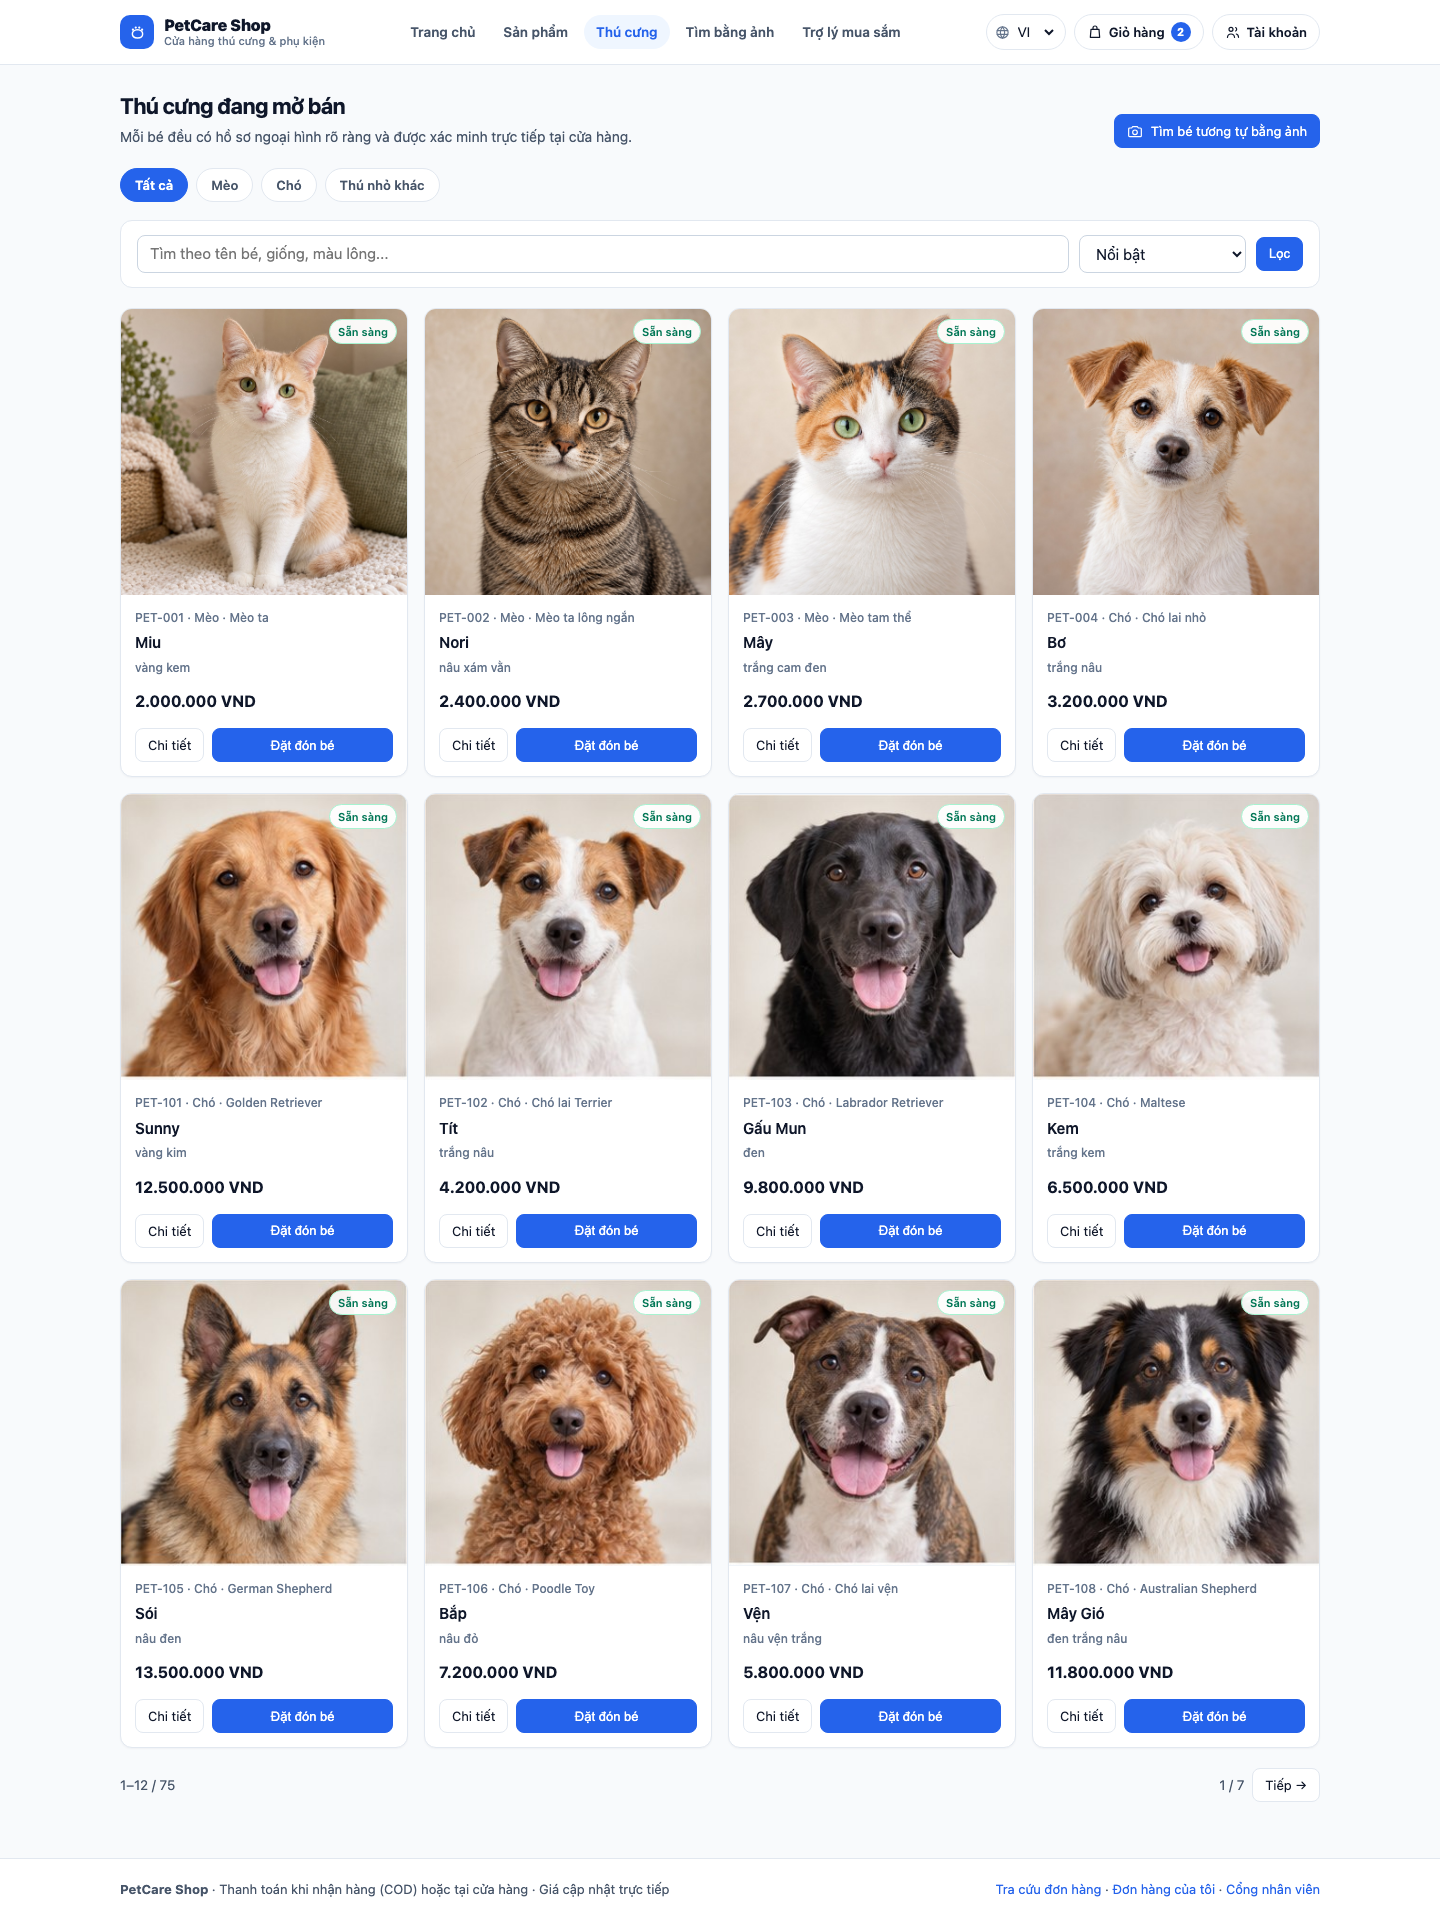 PetCare Shop
Cửa hàng thú cưng & phụ kiện
Trang chủ
Sản phẩm
Thú cưng
Tìm bằng ảnh
Trợ lý mua sắm
VI
Giỏ hàng 2
Tài khoản
Thú cưng đang mở bán
Mỗi bé đều có hồ sơ ngoại hình rõ ràng và được xác minh trực tiếp tại cửa hàng.
Tìm bé tương tự bằng ảnh
Tất cả
Mèo
Chó
Thú nhỏ khác
Tìm theo tên bé, giống, màu lông...
Nổi bật
Lọc
Sẵn sàng
PET-001 · Mèo · Mèo ta
Miu
vàng kem
2.000.000 VND
Chi tiết
Đặt đón bé
Sẵn sàng
PET-002 · Mèo · Mèo ta lông ngắn
Nori
nâu xám vằn
2.400.000 VND
Chi tiết
Đặt đón bé
Sẵn sàng
PET-003 · Mèo · Mèo tam thể
Mây
trắng cam đen
2.700.000 VND
Chi tiết
Đặt đón bé
Sẵn sàng
PET-004 · Chó · Chó lai nhỏ
Bơ
trắng nâu
3.200.000 VND
Chi tiết
Đặt đón bé
Sẵn sàng
PET-101 · Chó · Golden Retriever
Sunny
vàng kim
12.500.000 VND
Chi tiết
Đặt đón bé
Sẵn sàng
PET-102 · Chó · Chó lai Terrier
Tít
trắng nâu
4.200.000 VND
Chi tiết
Đặt đón bé
Sẵn sàng
PET-103 · Chó · Labrador Retriever
Gấu Mun
đen
9.800.000 VND
Chi tiết
Đặt đón bé
Sẵn sàng
PET-104 · Chó · Maltese
Kem
trắng kem
6.500.000 VND
Chi tiết
Đặt đón bé
Sẵn sàng
PET-105 · Chó · German Shepherd
Sói
nâu đen
13.500.000 VND
Chi tiết
Đặt đón bé
Sẵn sàng
PET-106 · Chó · Poodle Toy
Bắp
nâu đỏ
7.200.000 VND
Chi tiết
Đặt đón bé
Sẵn sàng
PET-107 · Chó · Chó lai vện
Vện
nâu vện trắng
5.800.000 VND
Chi tiết
Đặt đón bé
Sẵn sàng
PET-108 · Chó · Australian Shepherd
Mây Gió
đen trắng nâu
11.800.000 VND
Chi tiết
Đặt đón bé
1–12 / 75
1 / 7
Tiếp →
PetCare Shop · Thanh toán khi nhận hàng (COD) hoặc tại cửa hàng · Giá cập nhật trực tiếp
Tra cứu đơn hàng · Đơn hàng của tôi · Cổng nhân viên